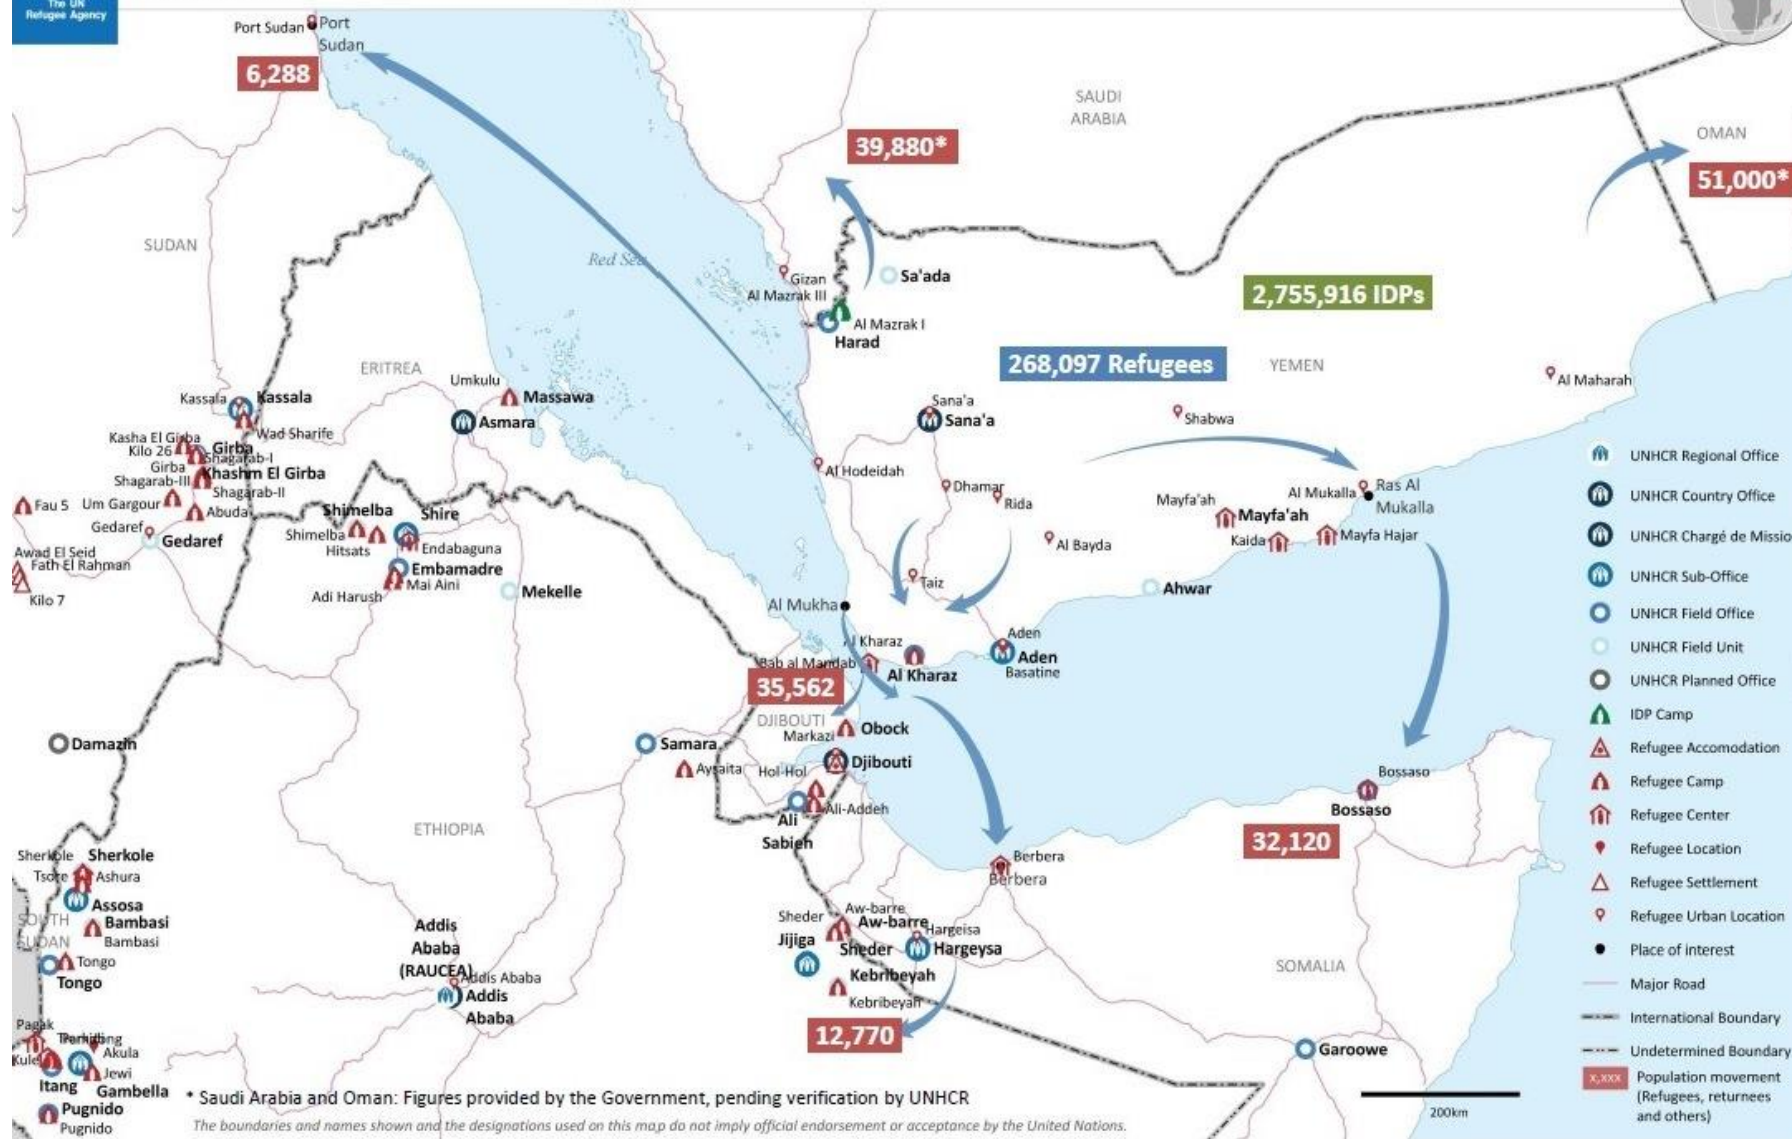 The UN
Refugee Agency
Port Sudan
Port
Sudan
6,288
SAUDI
ARABIA
39,880*
OMAN
51,000*
SUDAN
Red Sea
Gizan
Al Mazrak III
Sa'ada
Al Mazrak I
Harad
2,755,916 IDPs
268,097 Refugees
YEMEN
Al Maharah
ERITREA
Umkulu
Massawa
Asmara
Kassala
Kassala
Wad Sharife
Sana'a
Sana'a
Shabwa
Kasha El Girba
Kilo 26
Girba
Shagarab-I
Girba
Khashm El Girba
Shagarab-III
Shagarab-II
Fau 5
Um Gargour
Abuda
Gedaref
Gedaref
Awad El Seid
Fath El Rahman
Kilo 7
Shimelba
Shire
Shimelba
Hitsats
Endabaguna
Embamadre
Mai Aini
Adi Harush
Mekelle
Al Hodeidah
Dhamar
Rida
Al Bayda
Taiz
Al Mukha
Mayfa'ah
Mayfa'ah
Al Mukalla
Ras Al
Mukalla
Kaida
Mayfa Hajar
Ahwar
Al Kharaz
Al Kharaz
Bab al Mandab
Aden
Aden
Basatine
35,562
DJIBOUTI
Markazi
Obock
Djibouti
Hol-Hol
Ali-Addeh
Ali
Sabieh
Samara
Aysaita
Damazin
ETHIOPIA
Bossaso
Bossaso
32,120
Berbera
Berbera
Sherkole
Sherkole
Tsore
Ashura
Assosa
SOUTH
SUDAN
Bambasi
Bambasi
Tongo
Tongo
Addis
Ababa
(RAUCEA)
Addis Ababa
Addis
Ababa
Sheder
Aw-barre
Aw-barre
Jijiga
Sheder
Hargeisa
Hargeysa
Kebribeyah
Kebribeyah
12,770
SOMALIA
Garoowe
Pagak
Kule
Akula
Jewi
Itang
Gambella
Pugnido
Pugnido
UNHCR Regional Office
UNHCR Country Office
UNHCR Chargé de Missio
UNHCR Sub-Office
UNHCR Field Office
UNHCR Field Unit
UNHCR Planned Office
IDP Camp
Refugee Accomodation
Refugee Camp
Refugee Center
Refugee Location
Refugee Settlement
Refugee Urban Location
Place of interest
Major Road
International Boundary
Undetermined Boundary
x,xxx
Population movement
(Refugees, returnees
and others)
200km
* Saudi Arabia and Oman: Figures provided by the Government, pending verification by UNHCR
The boundaries and names shown and the designations used on this map do not imply official endorsement or acceptance by the United Nations.